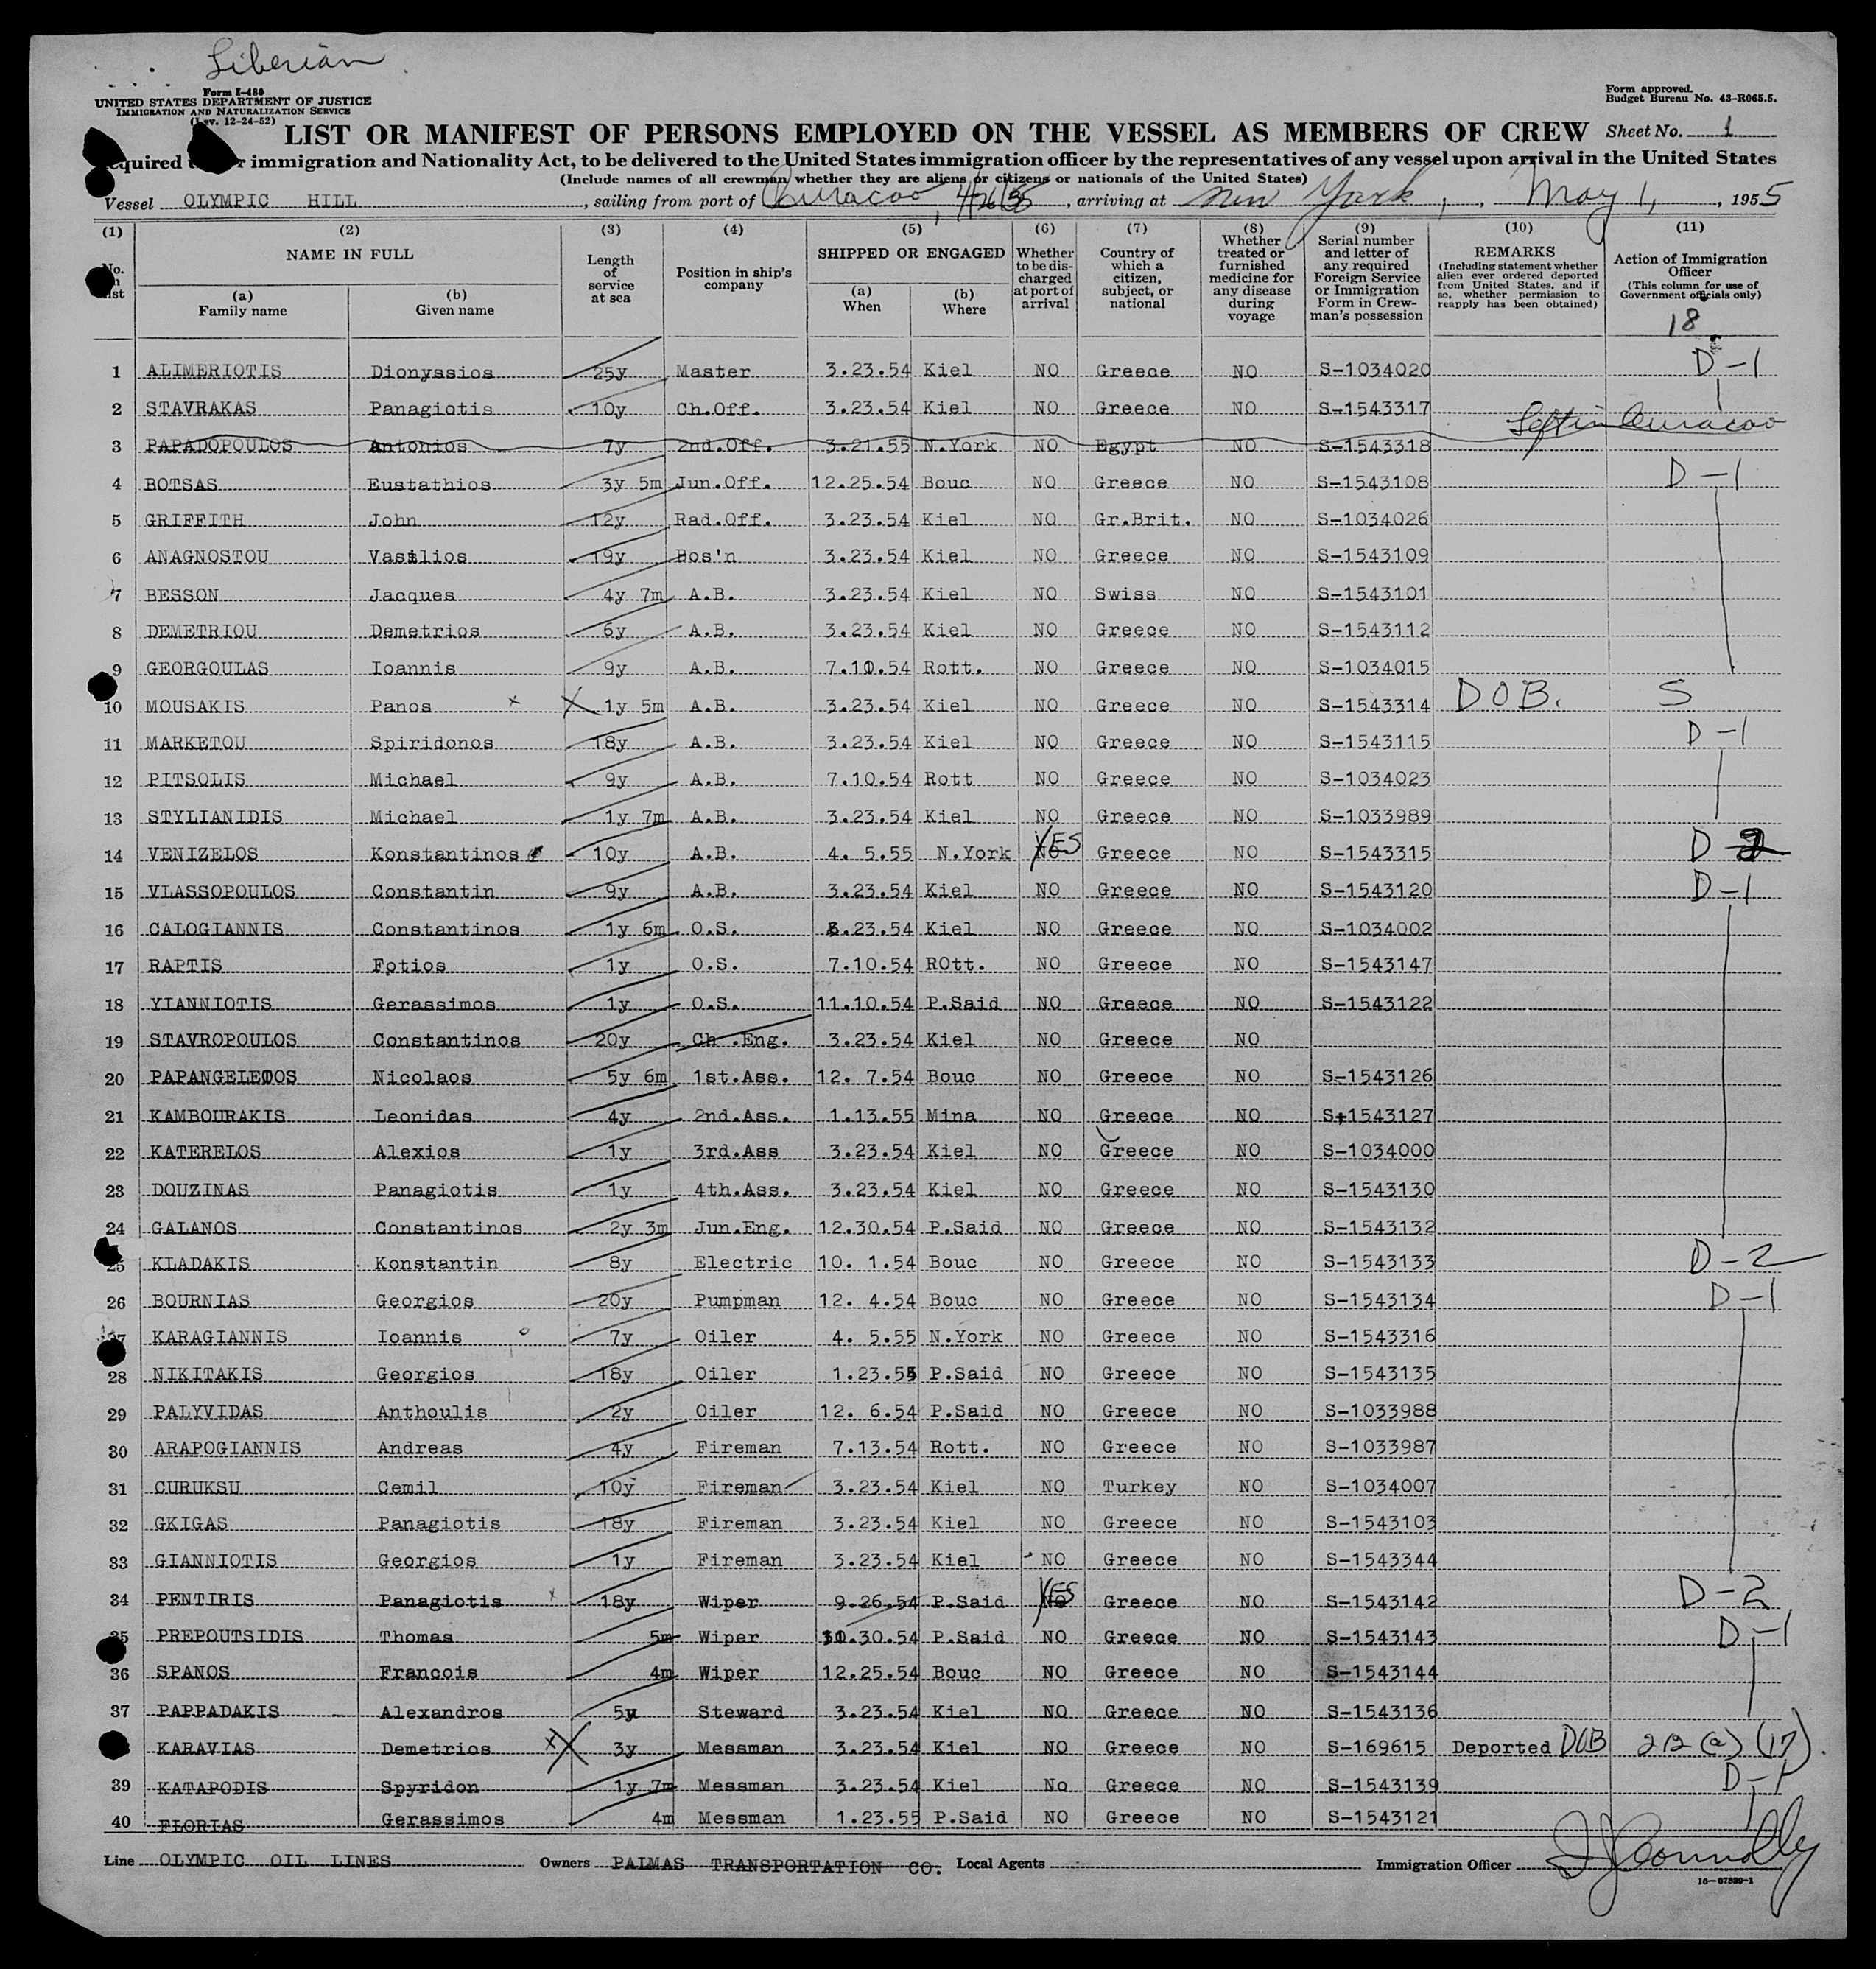 Liberian
Form I-480
UNITED STATES DEPARTMENT OF JUSTICE
IMMIGRATION AND NATURALIZATION SERVICE
12-24-52)
Form approved.
Budget Bureau No. 43-R065.5.
LIST OR MANIFEST OF PERSONS EMPLOYED ON THE VESSEL AS MEMBERS OF CREW Sheet No. 1
immigration and Nationality Act, to be delivered to the United States immigration officer by the representatives of any vessel upon arrival in the United States
(Include names of all crewman whether they are aliens or citizens or nationals of the United States)
Vessel OLYMPIC HILL, sailing from port of Curacao, 4/26/55, arriving at New York, May 1, 1955
(1) (2) (3) (4) (5) (6) (7) (8) (9) (10) (11)
No. NAME IN FULL (a) Family name (b) Given name Length of service at sea Position in ship's company SHIPPED OR ENGAGED (a) When (b) Where Whether to be discharged at port of arrival Country of which a citizen, subject, or national Whether treated or furnished medicine for any disease during voyage Serial number and letter of any required Foreign Service or Immigration Form in Crewman's possession REMARKS (Including statement whether alien ever ordered deported from United States, and if so, whether permission to reapply has been obtained) Action of Immigration Officer (This column for use of Government officials only)
18
1 ALIMERIOTIS Dionyssios 25y Master 3.23.54 Kiel NO Greece NO S-1034020 D-1
2 STAVRAKAS Panagiotis 10y Ch.Off. 3.23.54 Kiel NO Greece NO S-1543317
3 PAPADOPOULOS Antonios 7y 2nd.Off. 3.21.55 N.York NO Egypt NO S-1543318 Left in Curacao
4 BOTSAS Eustathios 3y 5m Jun.Off. 12.25.54 Bouc NO Greece NO S-1543108 D-1
5 GRIFFITH John 12y Rad.Off. 3.23.54 Kiel NO Gr.Brit. NO S-1034026
6 ANAGNOSTOU Vasilios 19y Bos'n 3.23.54 Kiel NO Greece NO S-1543109
7 BESSON Jacques 4y 7m A.B. 3.23.54 Kiel NO Swiss NO S-1543101
8 DEMETRIOU Demetrios 6y A.B. 3.23.54 Kiel NO Greece NO S-1543112
9 GEORGOULAS Ioannis 9y A.B. 7.10.54 Rott. NO Greece NO S-1034015
10 MOUSAKIS Panos x X 1y 5m A.B. 3.23.54 Kiel NO Greece NO S-1543314 DOB. S
11 MARKETOU Spiridonos 18y A.B. 3.23.54 Kiel NO Greece NO S-1543115 D-1
12 PITSOLIS Michael 9y A.B. 7.10.54 Rott NO Greece NO S-1034023
13 STYLIANIDIS Michael 1y 7m A.B. 3.23.54 Kiel NO Greece NO S-1033989
14 VENIZELOS Konstantinos 10y A.B. 4. 5.55 N.York YES Greece NO S-1543315 D-2
15 VLASSOPOULOS Constantin 9y A.B. 3.23.54 Kiel NO Greece NO S-1543120 D-1
16 CALOGIANNIS Constantinos 1y 6m O.S. 3.23.54 Kiel NO Greece NO S-1034002
17 RAPTIS Fotios 1y O.S. 7.10.54 ROtt. NO Greece NO S-1543147
18 YIANNIOTIS Gerassimos 1y O.S. 11.10.54 P.Said NO Greece NO S-1543122
19 STAVROPOULOS Constantinos 20y Ch .Eng. 3.23.54 Kiel NO Greece NO
20 Nicolaos 5y 6m 1st.Ass. 12. 7.54 Bouc NO Greece NO S-1543126
21 KAMBOURAKIS Leonidas 4y 2nd.Ass. 1.13.55 Mina NO Greece NO S-1543127
22 KATERELOS Alexios 1y 3rd.Ass 3.23.54 Kiel NO Greece NO S-1034000
23 DOUZINAS Panagiotis 1y 4th.Ass. 3.23.54 Kiel NO Greece NO S-1543130
24 GALANOS Constantinos 2y 3m Jun.Eng. 12.30.54 P.Said NO Greece NO S-1543132
25 KLADAKIS Konstantin 8y Electric 10. 1.54 Bouc NO Greece NO S-1543133 D-2
26 BOURNIAS Georgios 20y Pumpman 12. 4.54 Bouc NO Greece NO S-1543134 D-1
KARAGIANNIS Ioannis 7y Oiler 4. 5.55 N.York NO Greece NO S-1543316
28 NIKITAKIS Georgios 18y Oiler 1.23.55 P.Said NO Greece NO S-1543135
29 PALYVIDAS Anthoulis 2y Oiler 12. 6.54 P.Said NO Greece NO S-1033988
30 ARAPOGIANNIS Andreas 4y Fireman 7.13.54 Rott. NO Greece NO S-1033987
31 CURUKSU Cemil 10y Fireman 3.23.54 Kiel NO Turkey NO S-1034007
32 GKIGAS Panagiotis 18y Fireman 3.23.54 Kiel NO Greece NO S-1543103
33 GIANNIOTIS Georgios 1y Fireman 3.23.54 Kiel NO Greece NO S-1543344
34 PENTIRIS Panagiotis 18y Wiper 9.26.54 P.Said YES Greece NO S-1543142 D-2
PREPOUTSIDIS Thomas 5m Wiper P.Said NO Greece NO S-1543143 D-1
36 SPANOS Francois 4m Wiper 12.25.54 Bouc NO Greece NO S-1543144
37 PAPPADAKIS Alexandros 5y Steward 3.23.54 Kiel NO Greece NO S-1543136
KARAVIAS Demetrios x X 3y Messman 3.23.54 Kiel NO Greece NO S-169615 Deported DOB 212 (a) (17).
39 KATAPODIS Spyridon 1y 7m Messman 3.23.54 Kiel No Greece NO S-1543139 D-1
40 FLORIAS Gerassimos 4m Messman 1.23.55 P.Said NO Greece NO S-1543121
Line OLYMPIC OIL LINES Owners PALMAS TRANSPORTATION CO. Local Agents Immigration Officer JJConnolly
16-67889-1